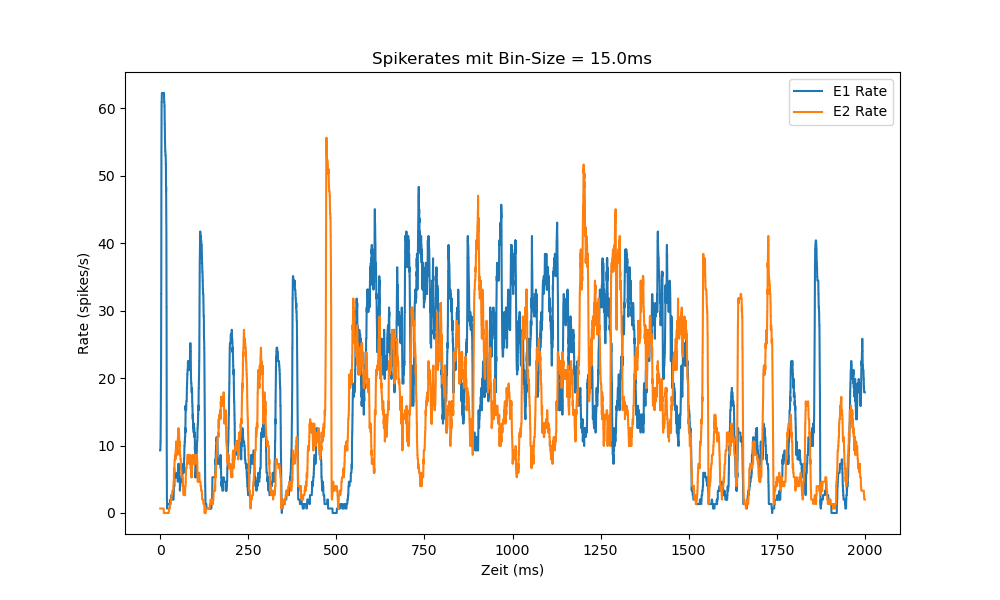 Spikerates mit Bin-Size = 15.0ms
E1 Rate
E2 Rate
Rate (spikes/s)
60
50
40
30
20
10
0
0 250 500 750 1000 1250 1500 1750 2000
Zeit (ms)